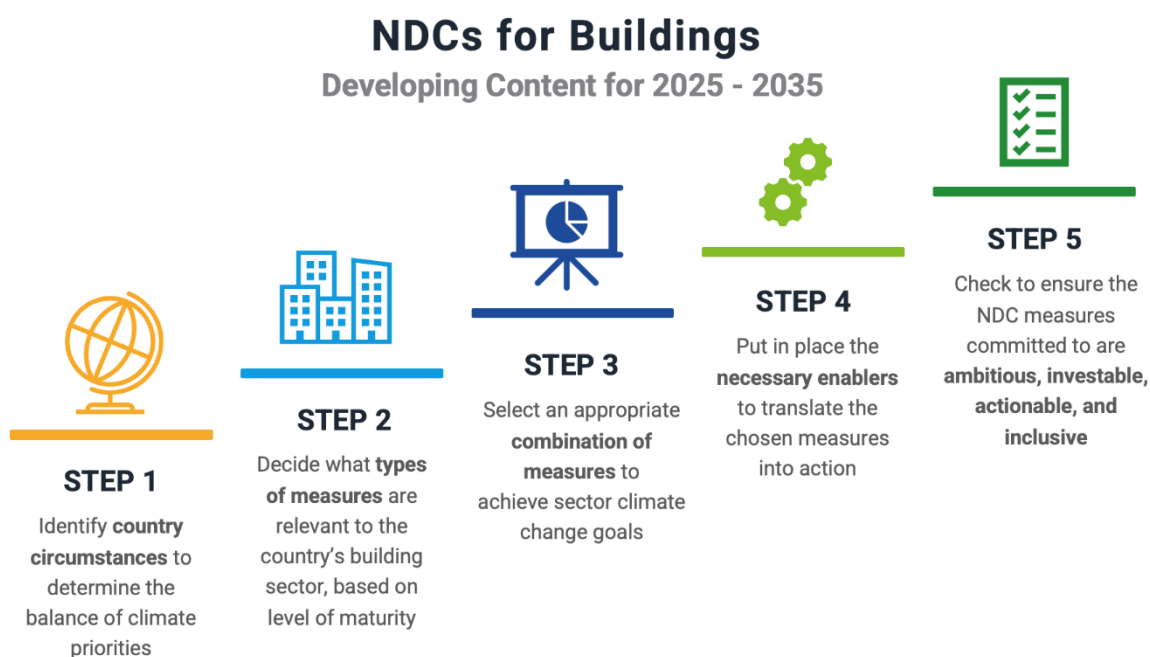 NDCs for Buildings
Developing Content for 2025 - 2035
STEP 1
Identify country
circumstances to
determine the
balance of climate
priorities
STEP 2
Decide what types
of measures are
relevant to the
country's building
sector, based on
level of maturity
STEP 3
Select an appropriate
combination of
measures to
achieve sector climate
change goals
STEP 4
Put in place the
necessary enablers
to translate the
chosen measures
into action
STEP 5
Check to ensure the
NDC measures
committed to are
ambitious, investable,
actionable, and
inclusive